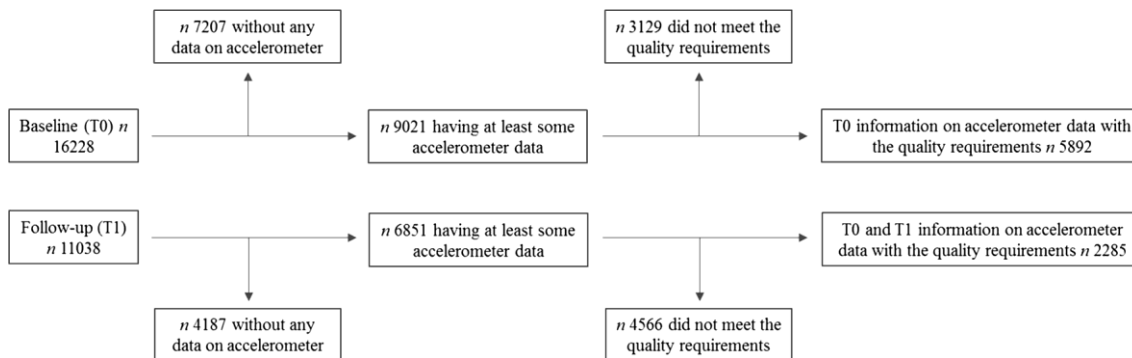 n 7207 without any
data on accelerometer
n 3129 did not meet the
quality requirements
Baseline (T0) n
16228
n 9021 having at least some
accelerometer data
T0 information on accelerometer data with
the quality requirements n 5892
Follow-up (T1)
n 11038
n 6851 having at least some
accelerometer data
T0 and T1 information on accelerometer
data with the quality requirements n 2285
n 4187 without any
data on accelerometer
n 4566 did not meet the
quality requirements